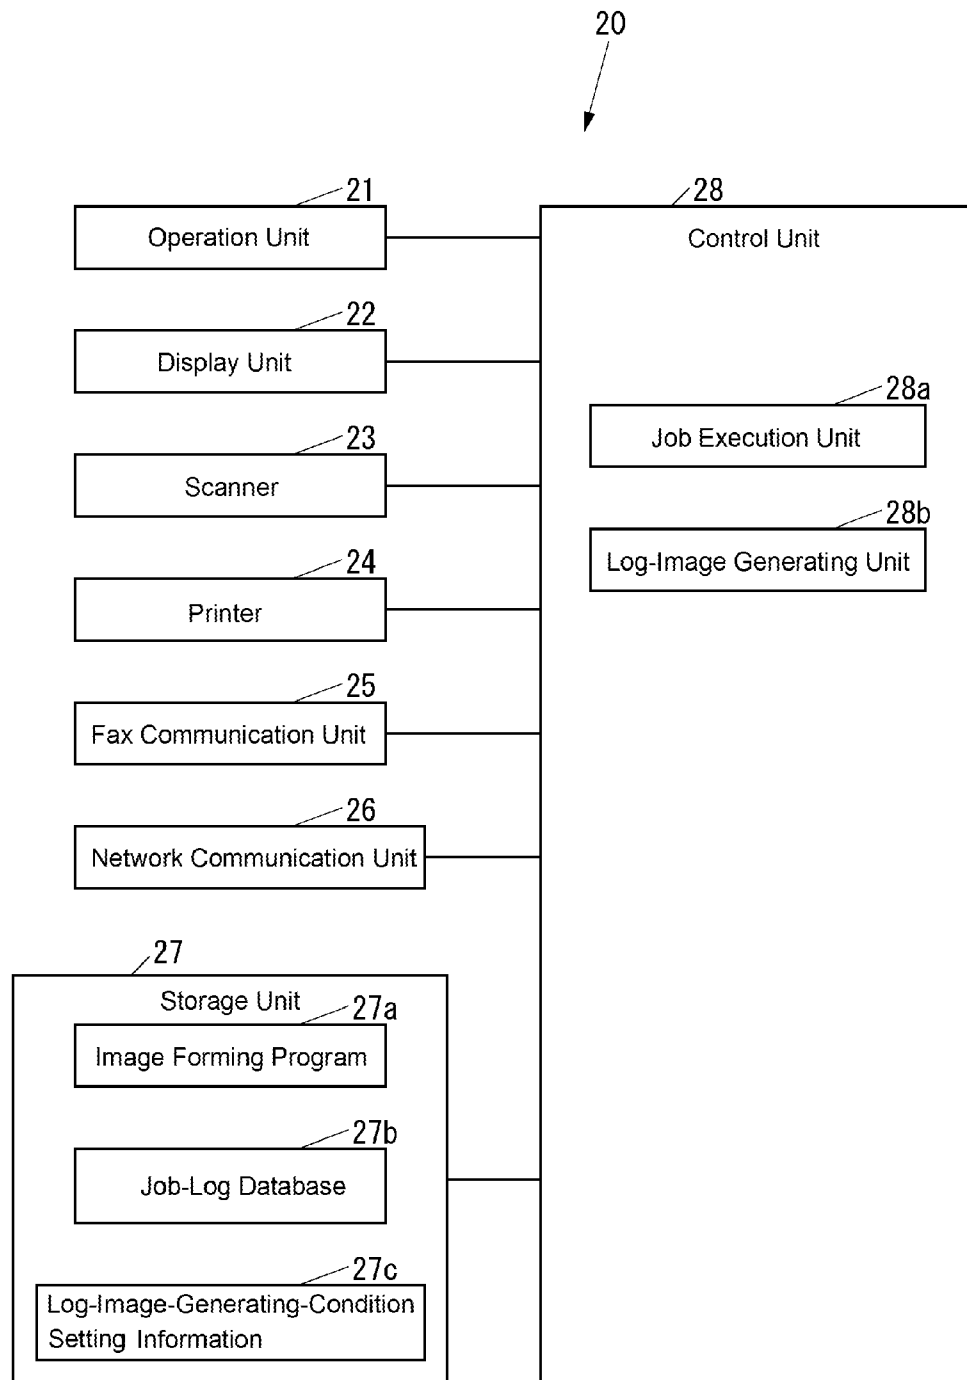 20
21
Operation Unit
22
Display Unit
23
Scanner
24
Printer
25
Fax Communication Unit
26
Network Communication Unit
27
Storage Unit
27a
Image Forming Program
27b
Job-Log Database
27c
Log-Image-Generating-Condition
Setting Information
28
Control Unit
28a
Job Execution Unit
28b
Log-Image Generating Unit